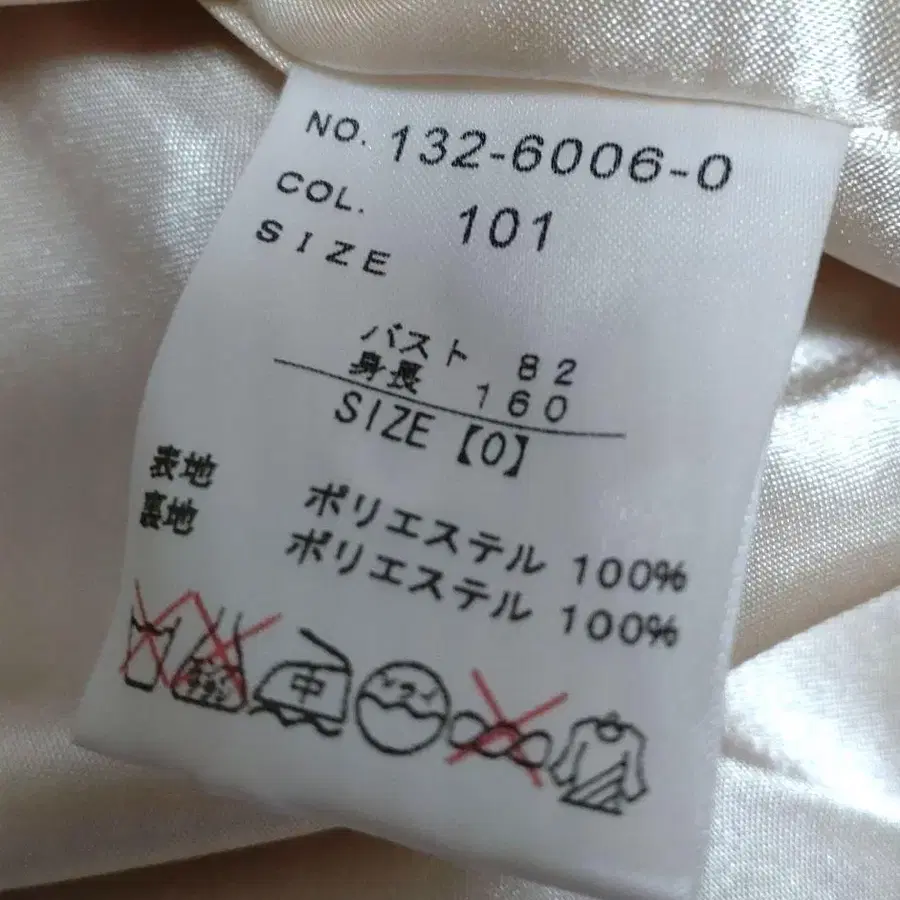 NO. 132-6006-0
COL. 101
SIZE
バスト 82
身長 160
SIZE【0】
表地 ポリエステル 100%
裏地 ポリエステル 100%
中